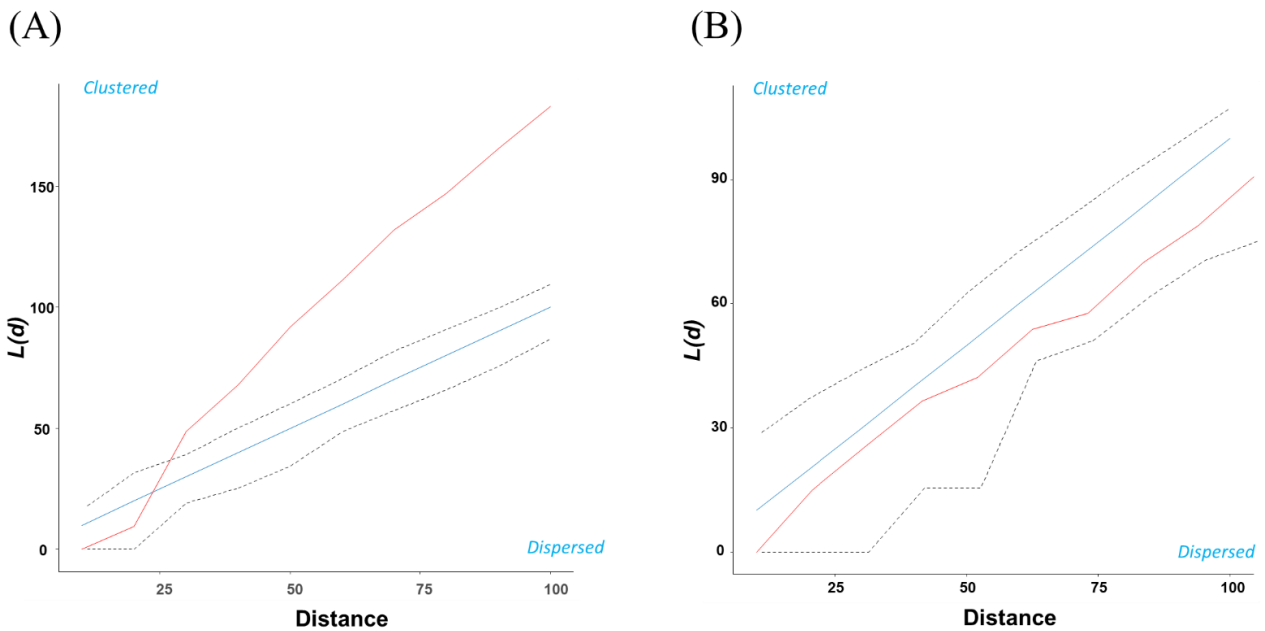 (A)
Clustered
150
100
50
0
L(d)
Dispersed
25 50 75 100
Distance
(B)
Clustered
90
60
30
0
L(d)
Dispersed
25 50 75 100
Distance